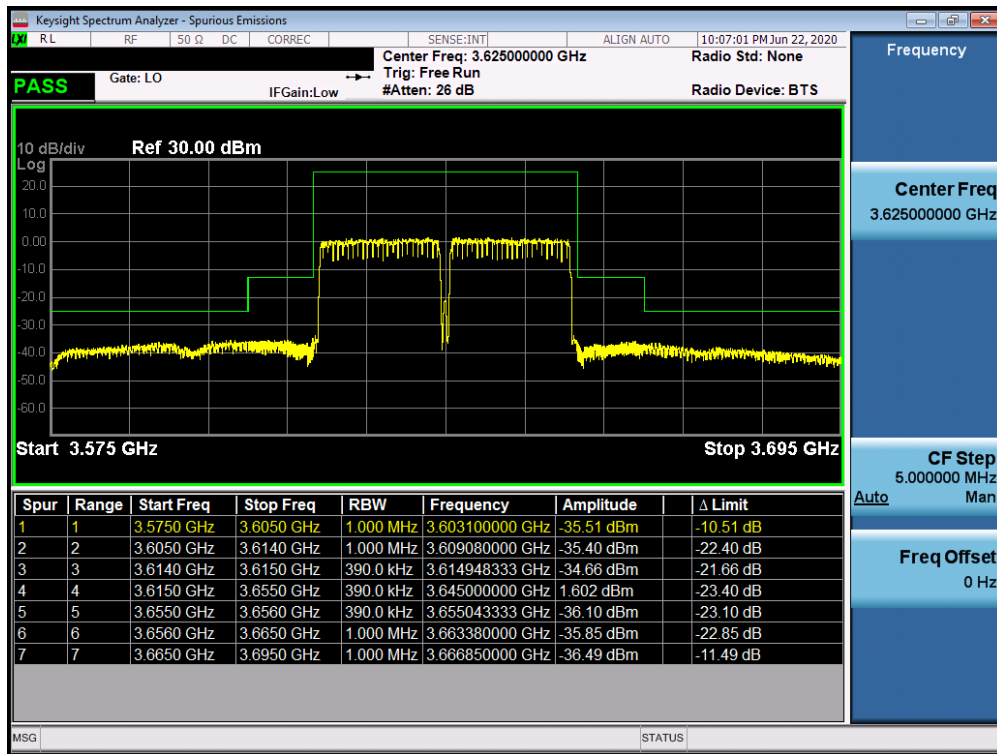 Keysight Spectrum Analyzer - Spurious Emissions
LXI RL RF 50 Ω DC CORREC SENSE:INT ALIGN AUTO 10:07:01 PM Jun 22, 2020
Center Freq: 3.625000000 GHz Radio Std: None
Gate: LO Trig: Free Run
PASS IFGain:Low #Atten: 26 dB Radio Device: BTS
10 dB/div Ref 30.00 dBm
Log
20.0
10.0
0.00
-10.0
-20.0
-30.0
-40.0
-50.0
-60.0
Start 3.575 GHz Stop 3.695 GHz
Spur Range Start Freq Stop Freq RBW Frequency Amplitude Δ Limit
1 1 3.5750 GHz 3.6050 GHz 1.000 MHz 3.603100000 GHz -35.51 dBm -10.51 dB
2 2 3.6050 GHz 3.6140 GHz 1.000 MHz 3.609080000 GHz -35.40 dBm -22.40 dB
3 3 3.6140 GHz 3.6150 GHz 390.0 kHz 3.614948333 GHz -34.66 dBm -21.66 dB
4 4 3.6150 GHz 3.6550 GHz 390.0 kHz 3.645000000 GHz 1.602 dBm -23.40 dB
5 5 3.6550 GHz 3.6560 GHz 390.0 kHz 3.655043333 GHz -36.10 dBm -23.10 dB
6 6 3.6560 GHz 3.6650 GHz 1.000 MHz 3.663380000 GHz -35.85 dBm -22.85 dB
7 7 3.6650 GHz 3.6950 GHz 1.000 MHz 3.666850000 GHz -36.49 dBm -11.49 dB
MSG STATUS
Frequency
Center Freq
3.625000000 GHz
CF Step
5.000000 MHz
Auto Man
Freq Offset
0 Hz